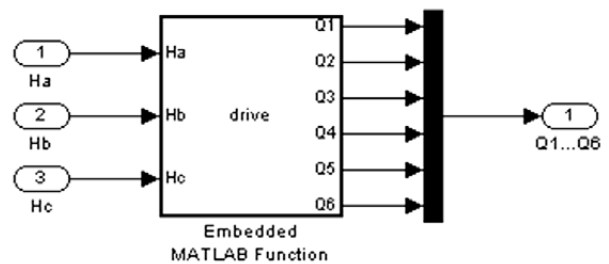 1
Ha
2
Hb
3
Hc
Ha
Hb
Hc
drive
Q1
Q2
Q3
Q4
Q5
Q6
Embedded
MATLAB Function
1
Q1...Q6